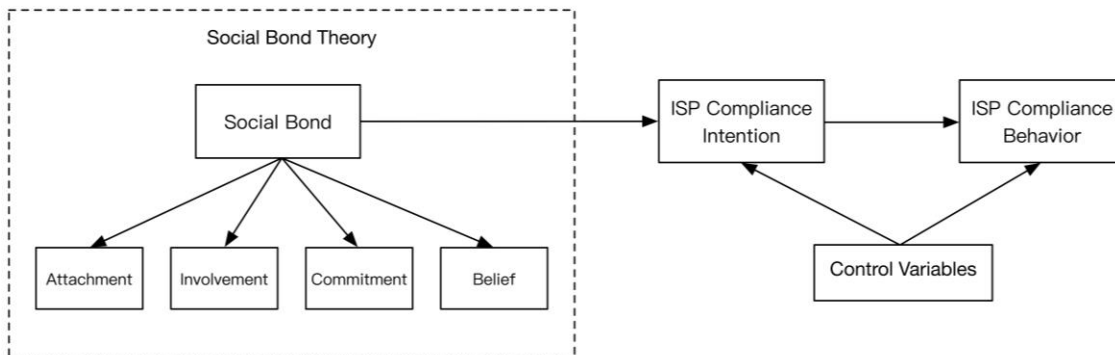 Social Bond Theory
Social Bond
ISP Compliance
Intention
ISP Compliance
Behavior
Attachment
Involvement
Commitment
Belief
Control Variables